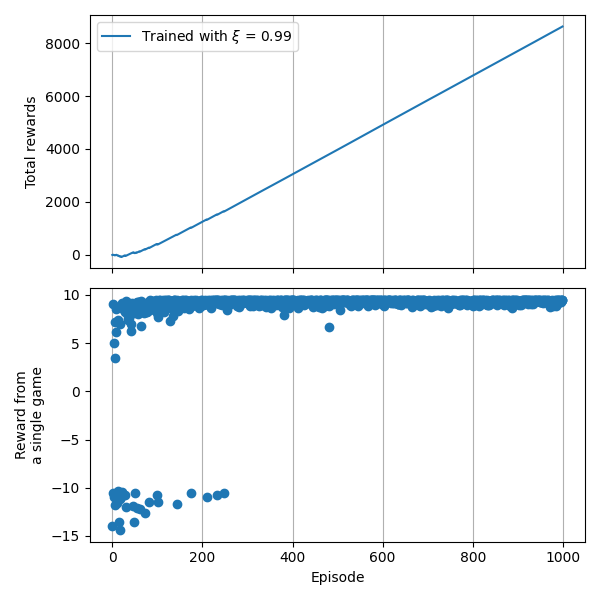 8000
6000
4000
2000
0
Total rewards
Trained with ξ = 0.99
10
5
0
−5
−10
−15
Reward from
a single game
0 200 400 600 800 1000
Episode